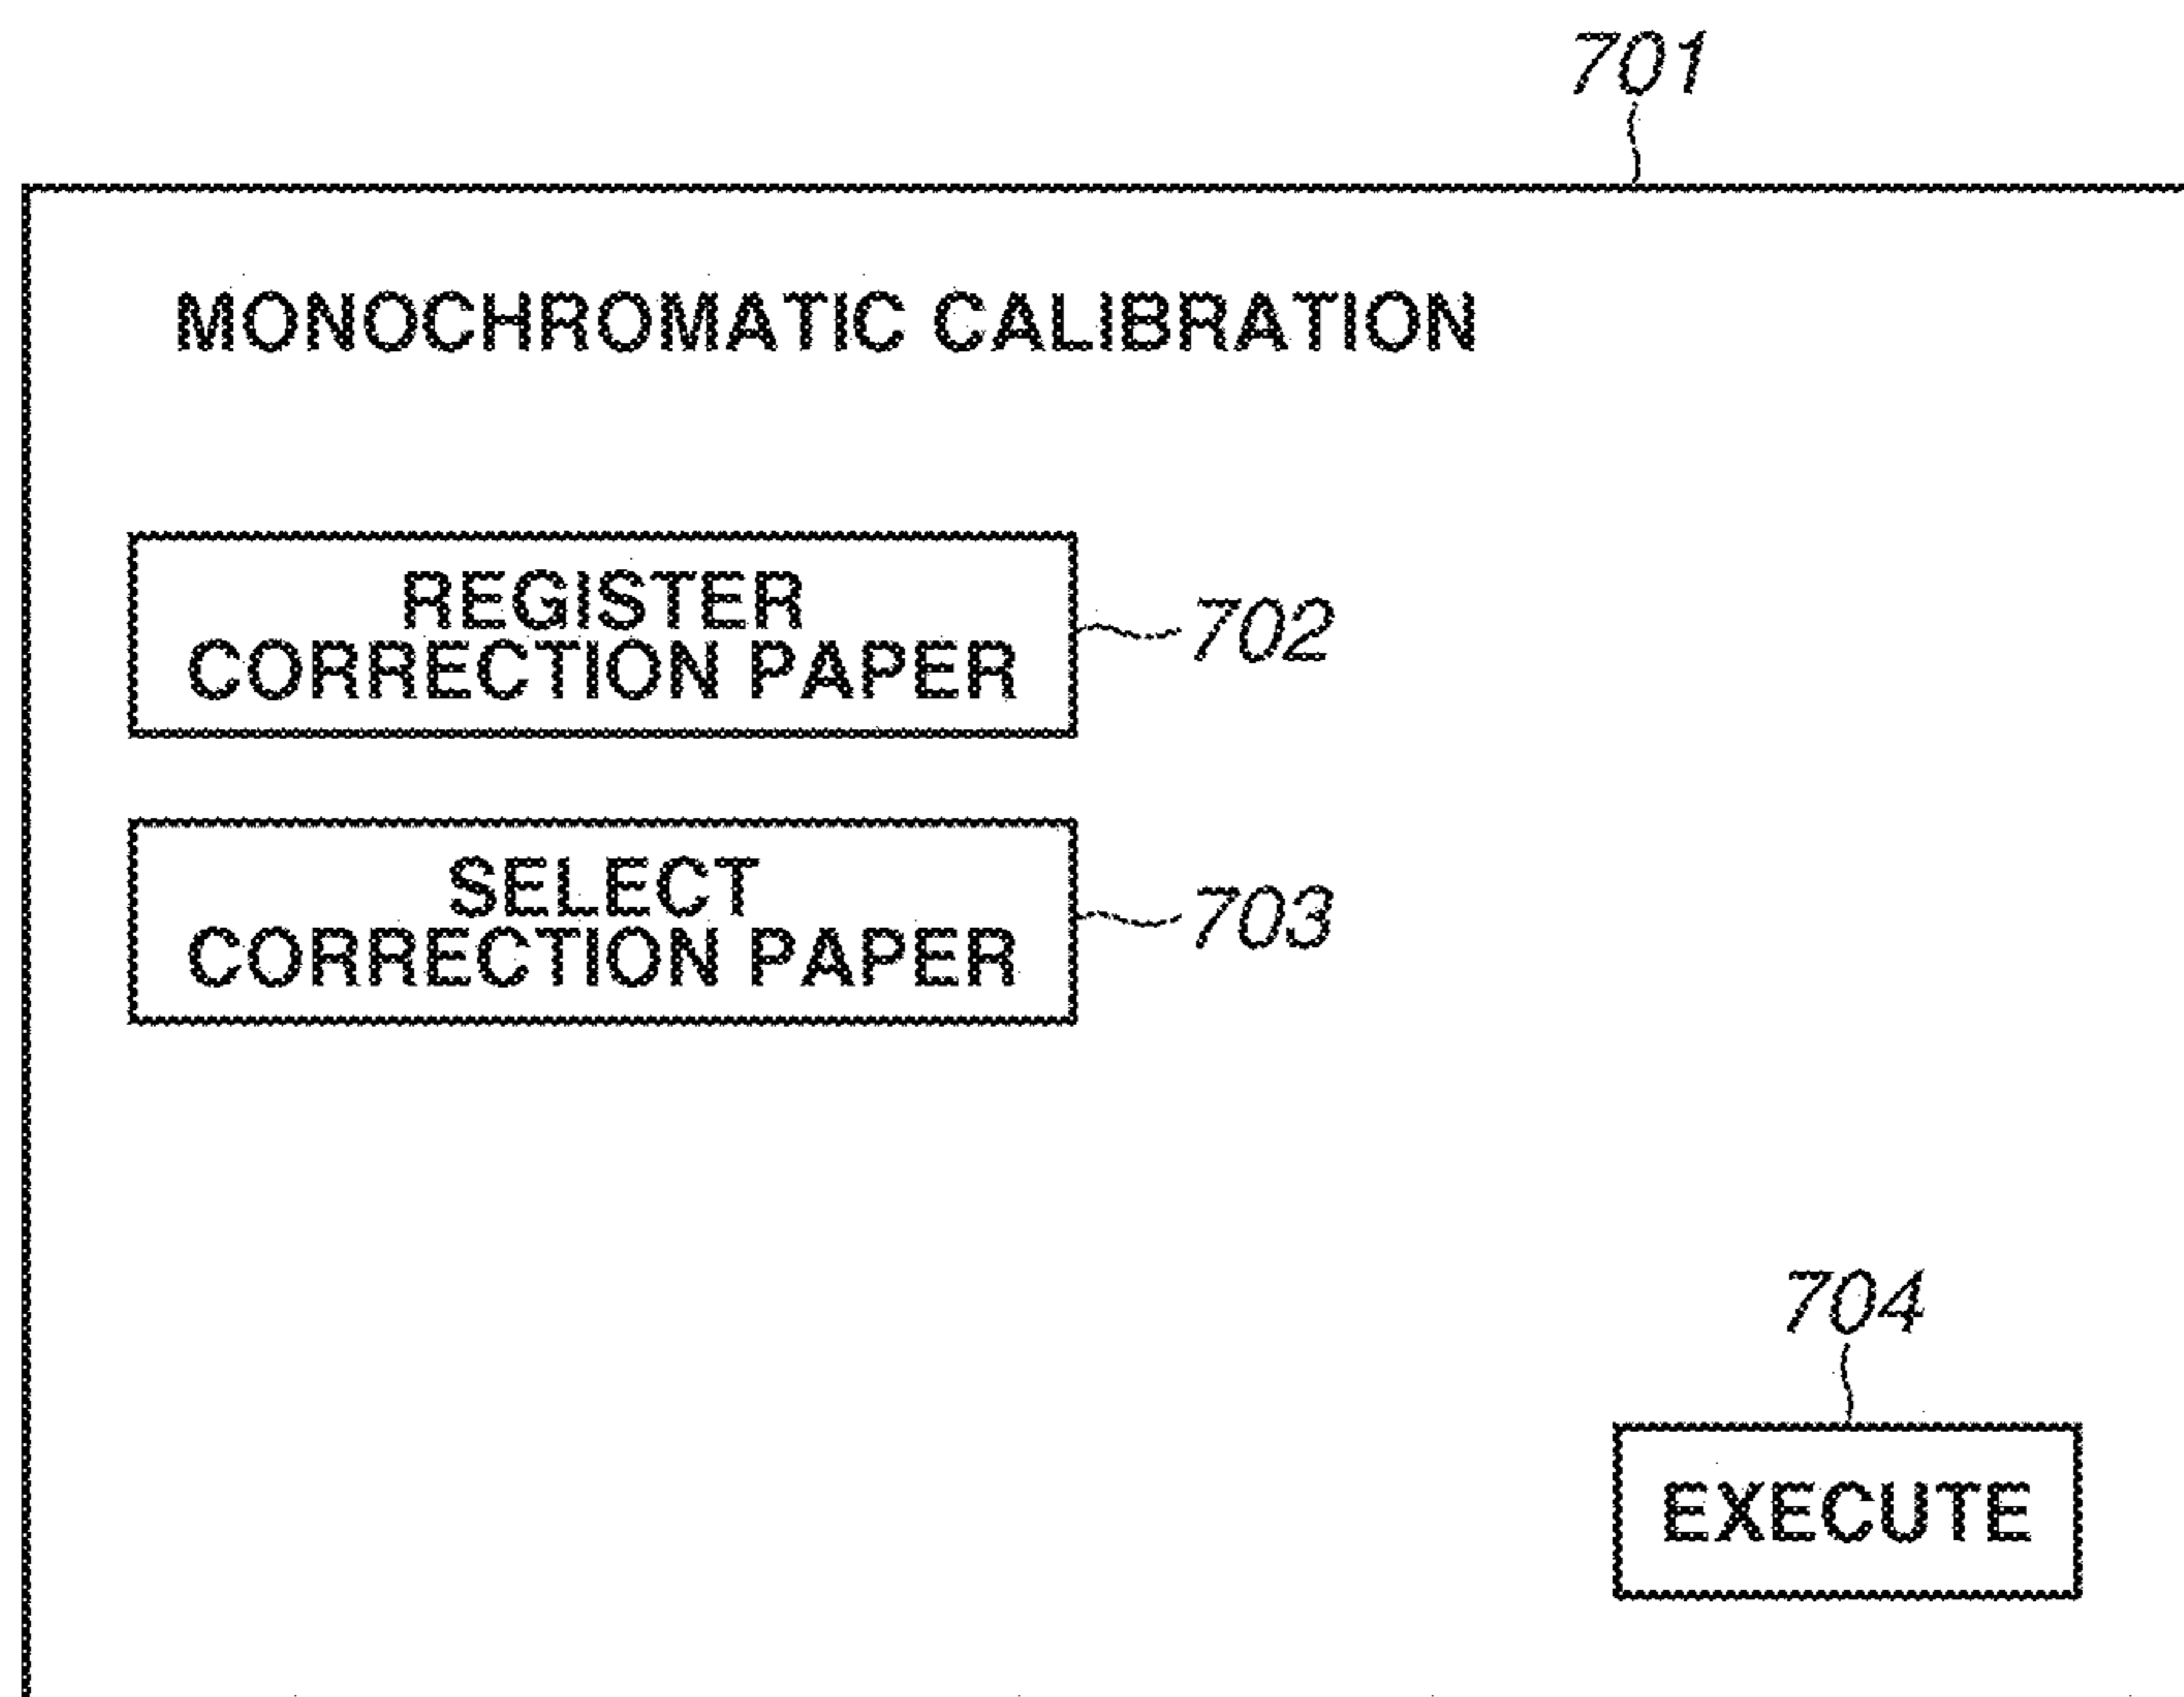 701
MONOCHROMATIC CALIBRATION
REGISTER
CORRECTION PAPER
702
SELECT
CORRECTION PAPER
703
704
EXECUTE